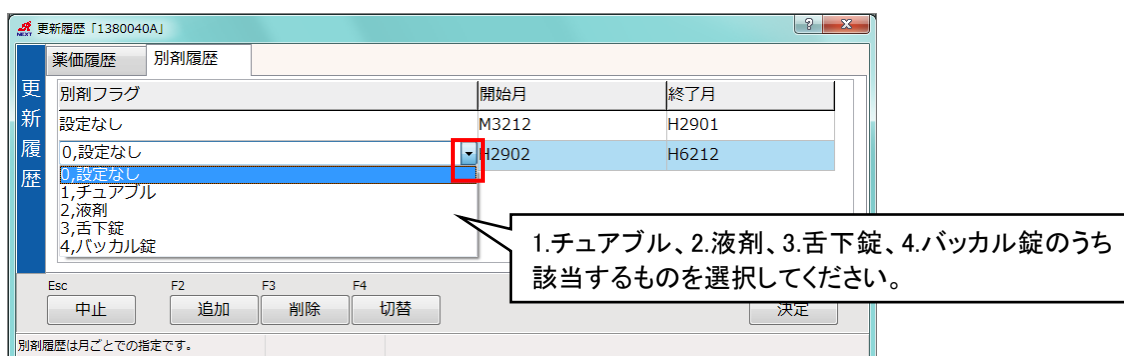 NEXT 更新履歴「1380040A」
薬価履歴 別剤履歴
更新履歴
別剤フラグ 開始月 終了月
設定なし M3212 H2901
0,設定なし H2902 H6212
0,設定なし
1,チュアブル
2,液剤
3,舌下錠
4,バッカル錠
1.チュアブル、2.液剤、3.舌下錠、4.バッカル錠のうち
該当するものを選択してください。
Esc F2 F3 F4
中止 追加 削除 切替 決定
別剤履歴は月ごとでの指定です。